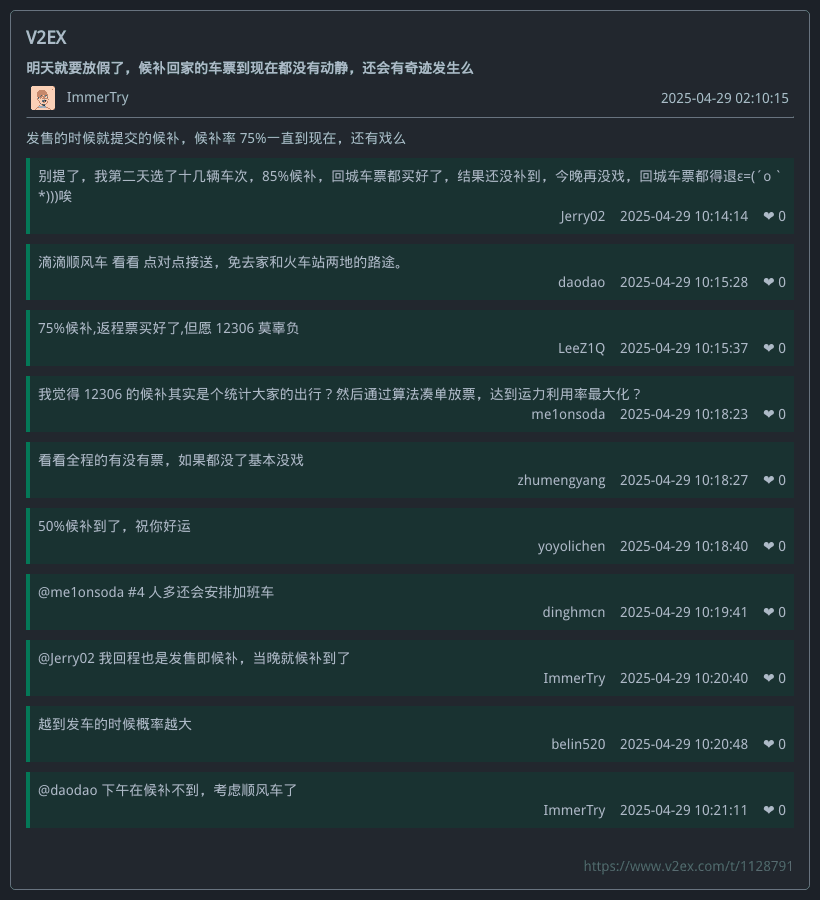 V2EX
明天就要放假了，候补回家的车票到现在都没有动静，还会有奇迹发生么
ImmerTry 2025-04-29 02:10:15
发售的时候就提交的候补，候补率 75%一直到现在，还有戏么
别提了，我第二天选了十几辆车次，85%候补，回城车票都买好了，结果还没补到，今晚再没戏，回城车票都得退ε=(´ο｀
*)))唉
Jerry02 2025-04-29 10:14:14 ❤ 0
滴滴顺风车 看看 点对点接送，免去家和火车站两地的路途。
daodao 2025-04-29 10:15:28 ❤ 0
75%候补,返程票买好了,但愿 12306 莫辜负
LeeZ1Q 2025-04-29 10:15:37 ❤ 0
我觉得 12306 的候补其实是个统计大家的出行？然后通过算法凑单放票，达到运力利用率最大化？
me1onsoda 2025-04-29 10:18:23 ❤ 0
看看全程的有没有票，如果都没了基本没戏
zhumengyang 2025-04-29 10:18:27 ❤ 0
50%候补到了，祝你好运
yoyolichen 2025-04-29 10:18:40 ❤ 0
@me1onsoda #4 人多还会安排加班车
dinghmcn 2025-04-29 10:19:41 ❤ 0
@Jerry02 我回程也是发售即候补，当晚就候补到了
ImmerTry 2025-04-29 10:20:40 ❤ 0
越到发车的时候概率越大
belin520 2025-04-29 10:20:48 ❤ 0
@daodao 下午在候补不到，考虑顺风车了
ImmerTry 2025-04-29 10:21:11 ❤ 0
https://www.v2ex.com/t/1128791